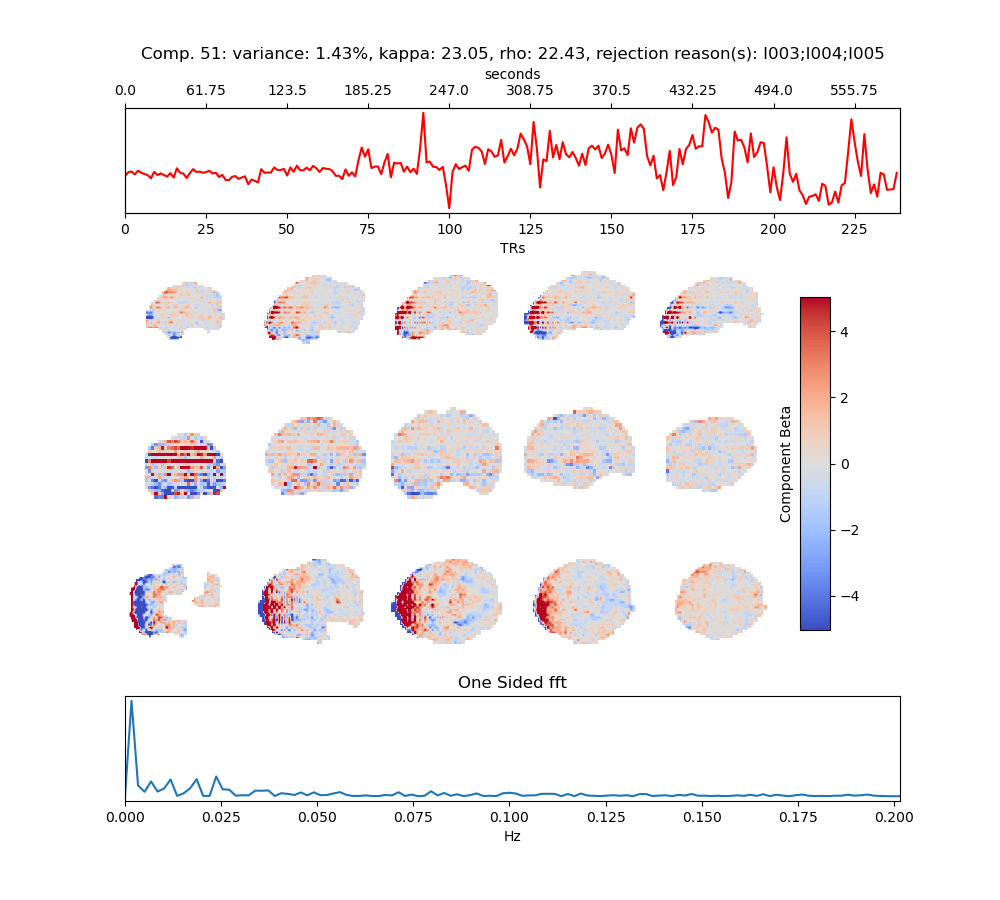 Comp. 51: variance: 1.43%, kappa: 23.05, rho: 22.43, rejection reason(s): I003;I004;I005
seconds
0.0 61.75 123.5 185.25 247.0 308.75 370.5 432.25 494.0 555.75
0 25 50 75 100 125 150 175 200 225
TRs
4
2
0
−2
−4
Component Beta
One Sided fft
0.000 0.025 0.050 0.075 0.100 0.125 0.150 0.175 0.200
Hz